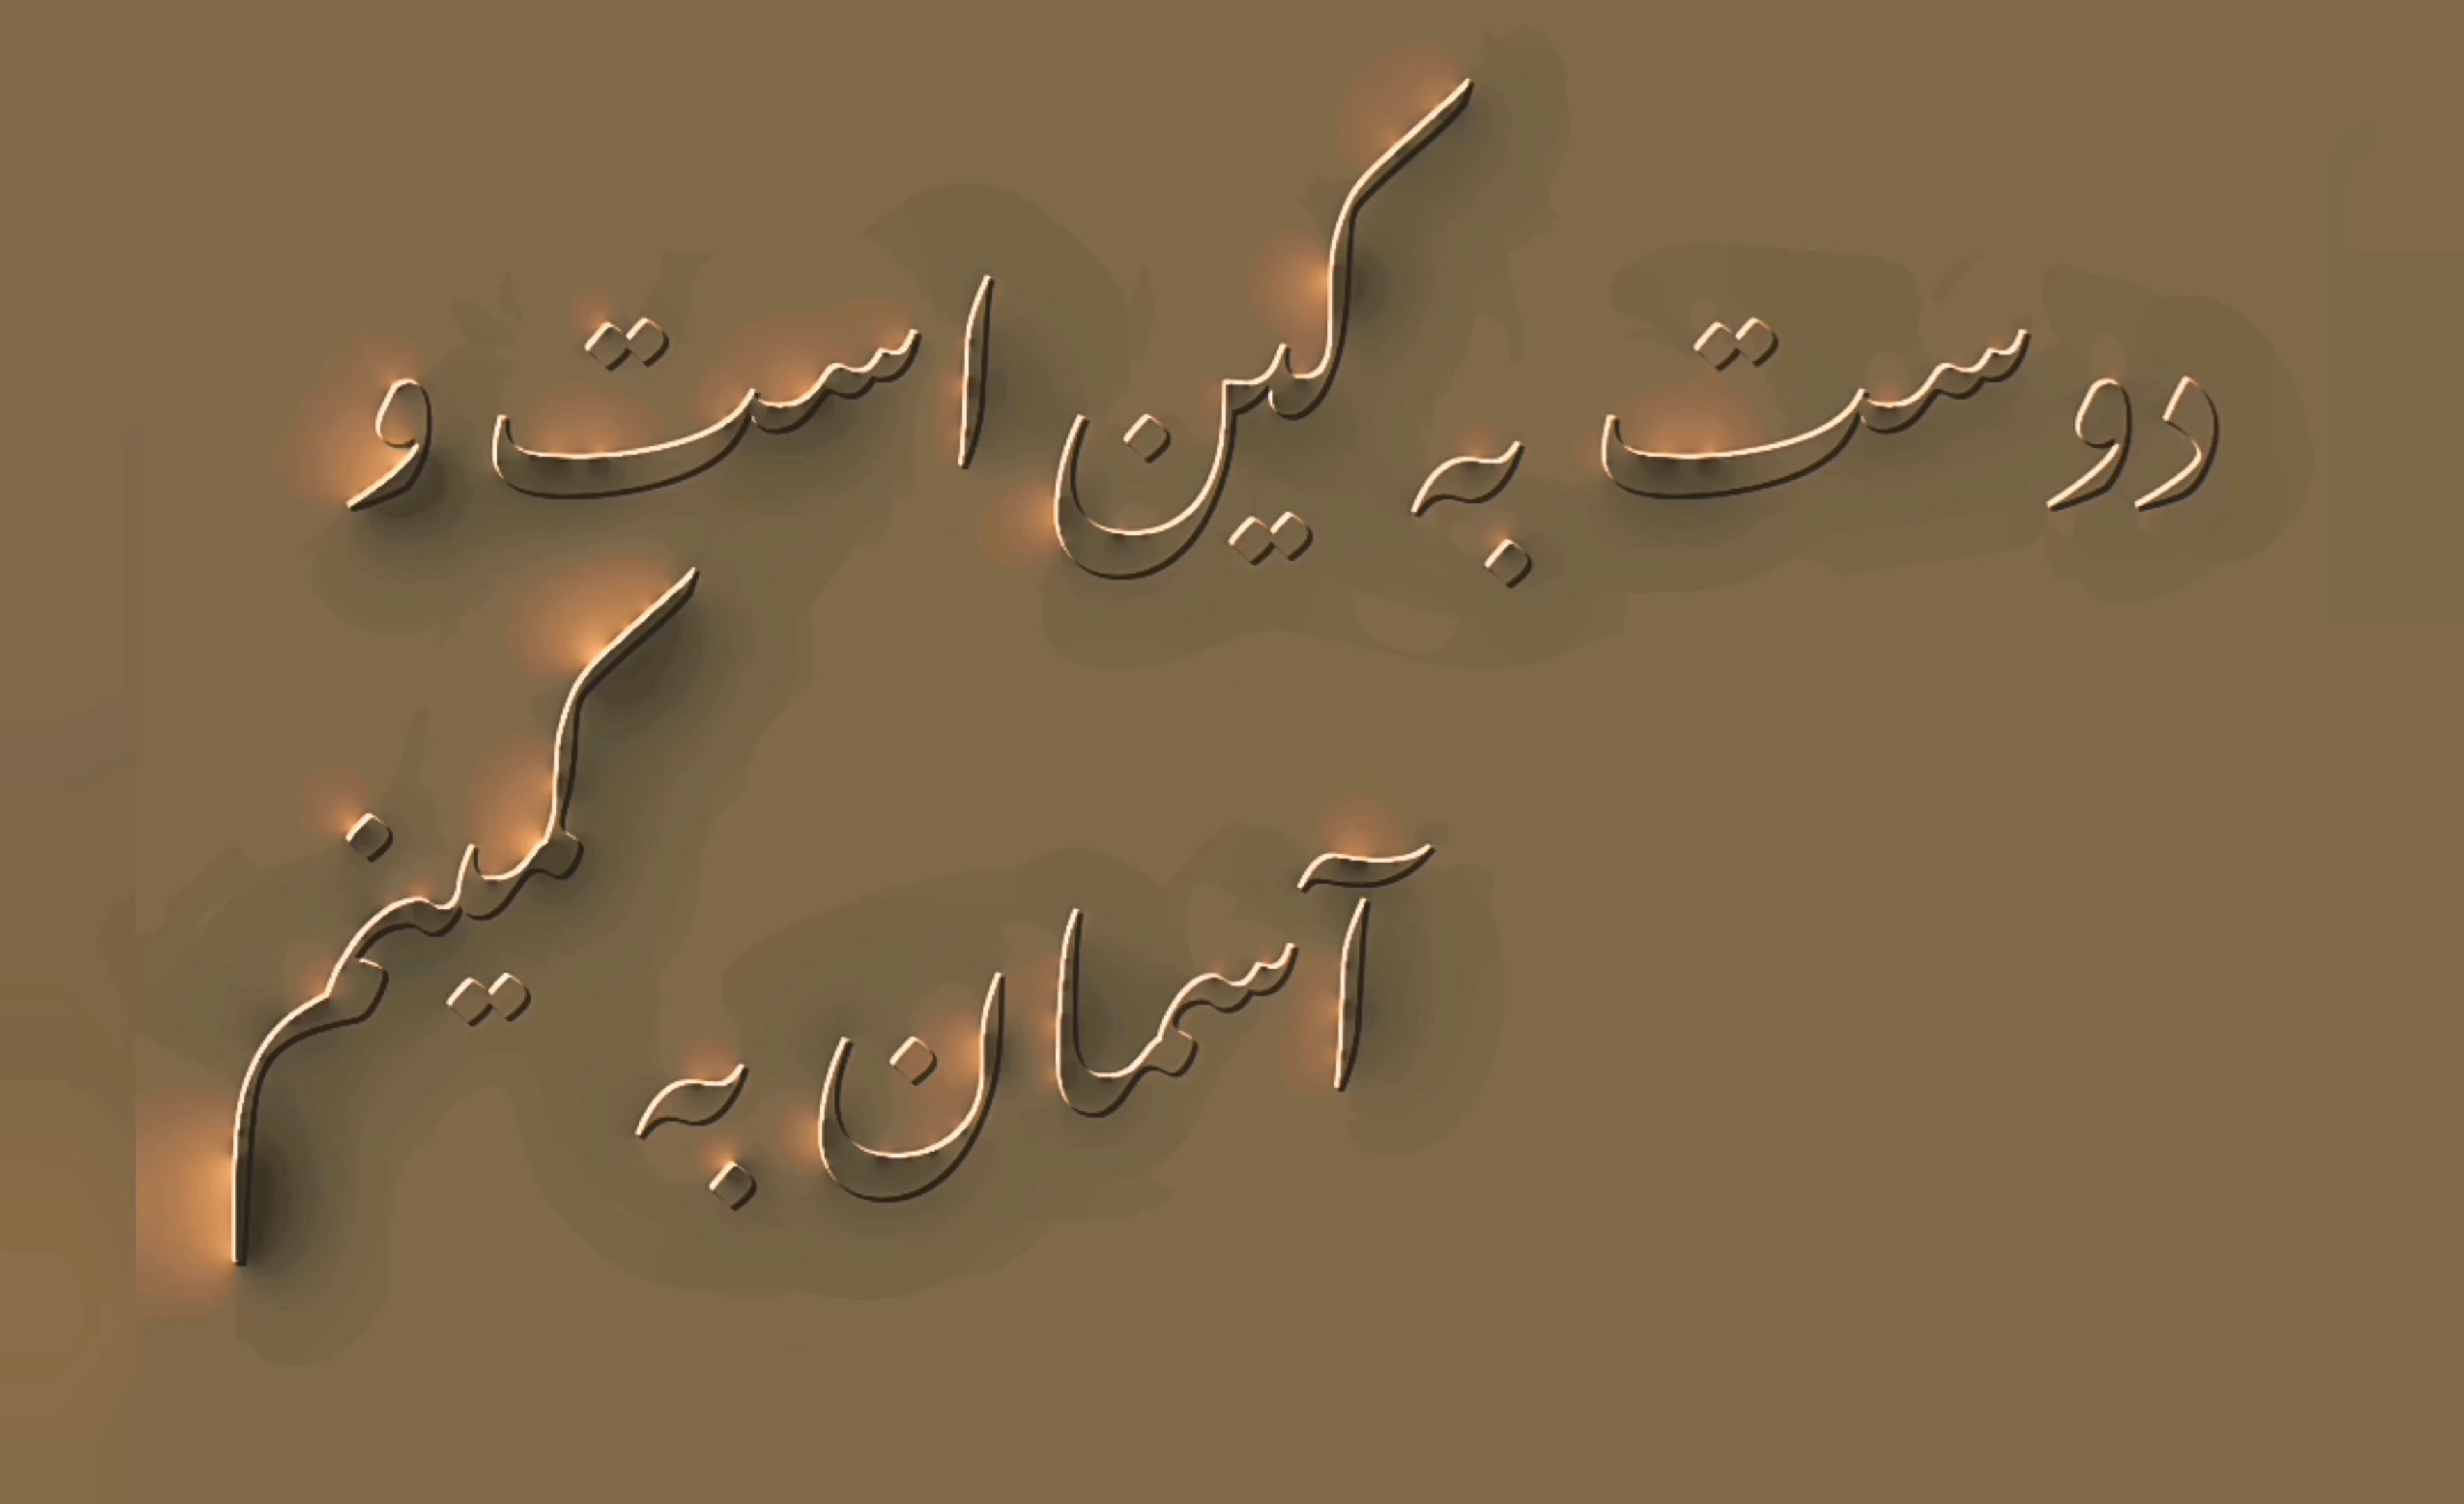 دوست به کین است و
آسمان به کمینم